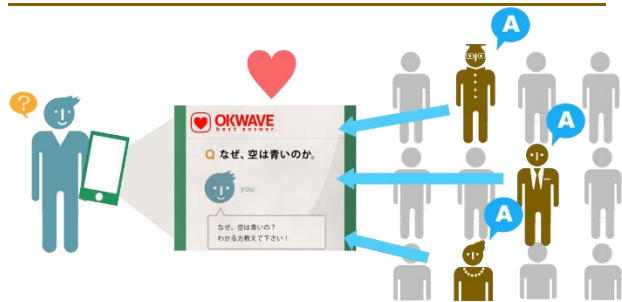 ?
OKWAVE
best answer.
Q なぜ、空は青いのか。
you
なぜ、空は青いの?
わかる方教えて下さい!
A
A
A